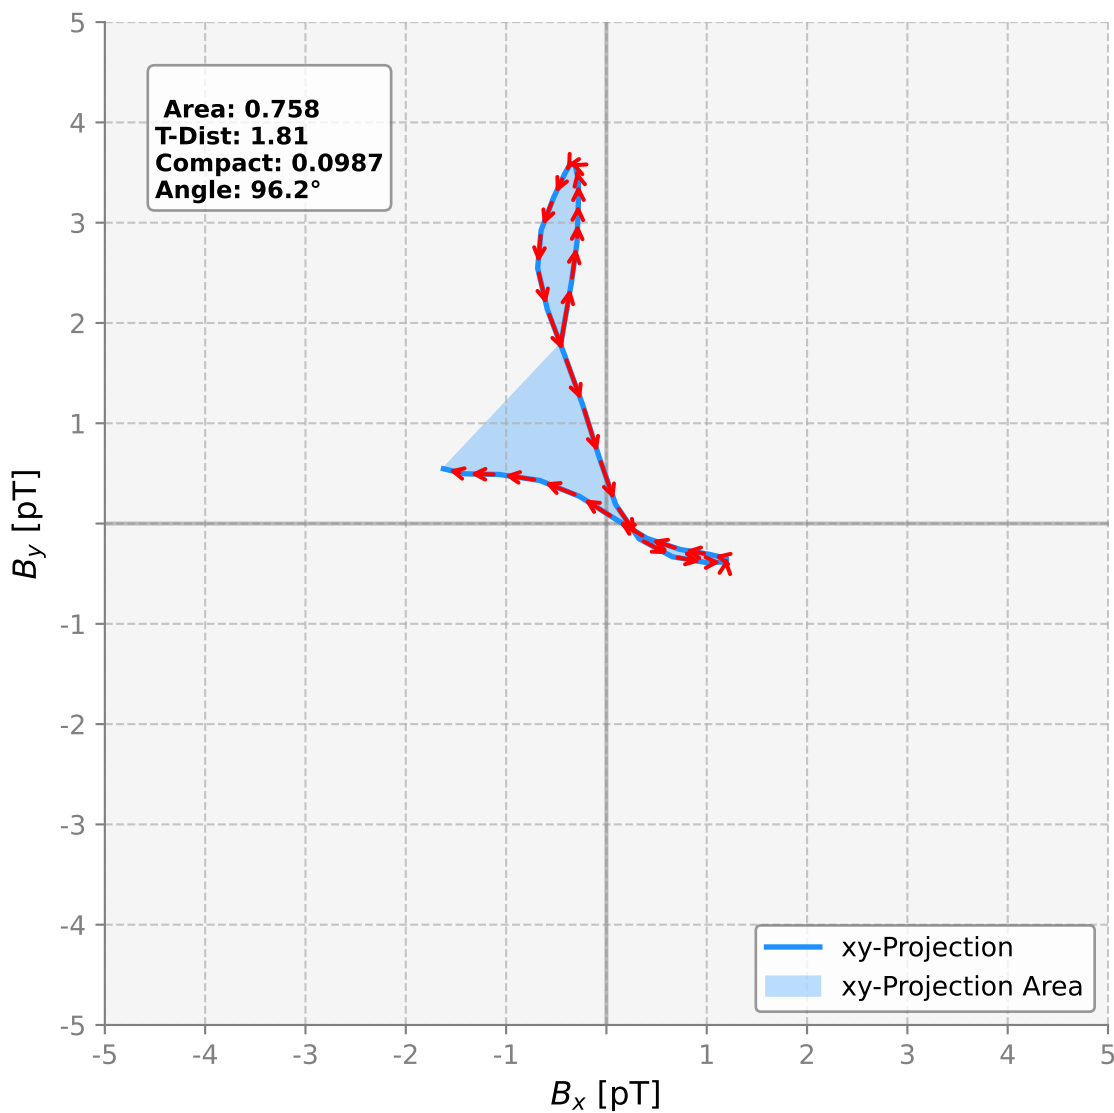 5
4
3
2
1
-1
-2
-3
-4
-5
-5 -4 -3 -2 -1 1 2 3 4 5
Area: 0.758
T-Dist: 1.81
Compact: 0.0987
Angle: 96.2°
xy-Projection
xy-Projection Area
B_y [pT]
B_x [pT]